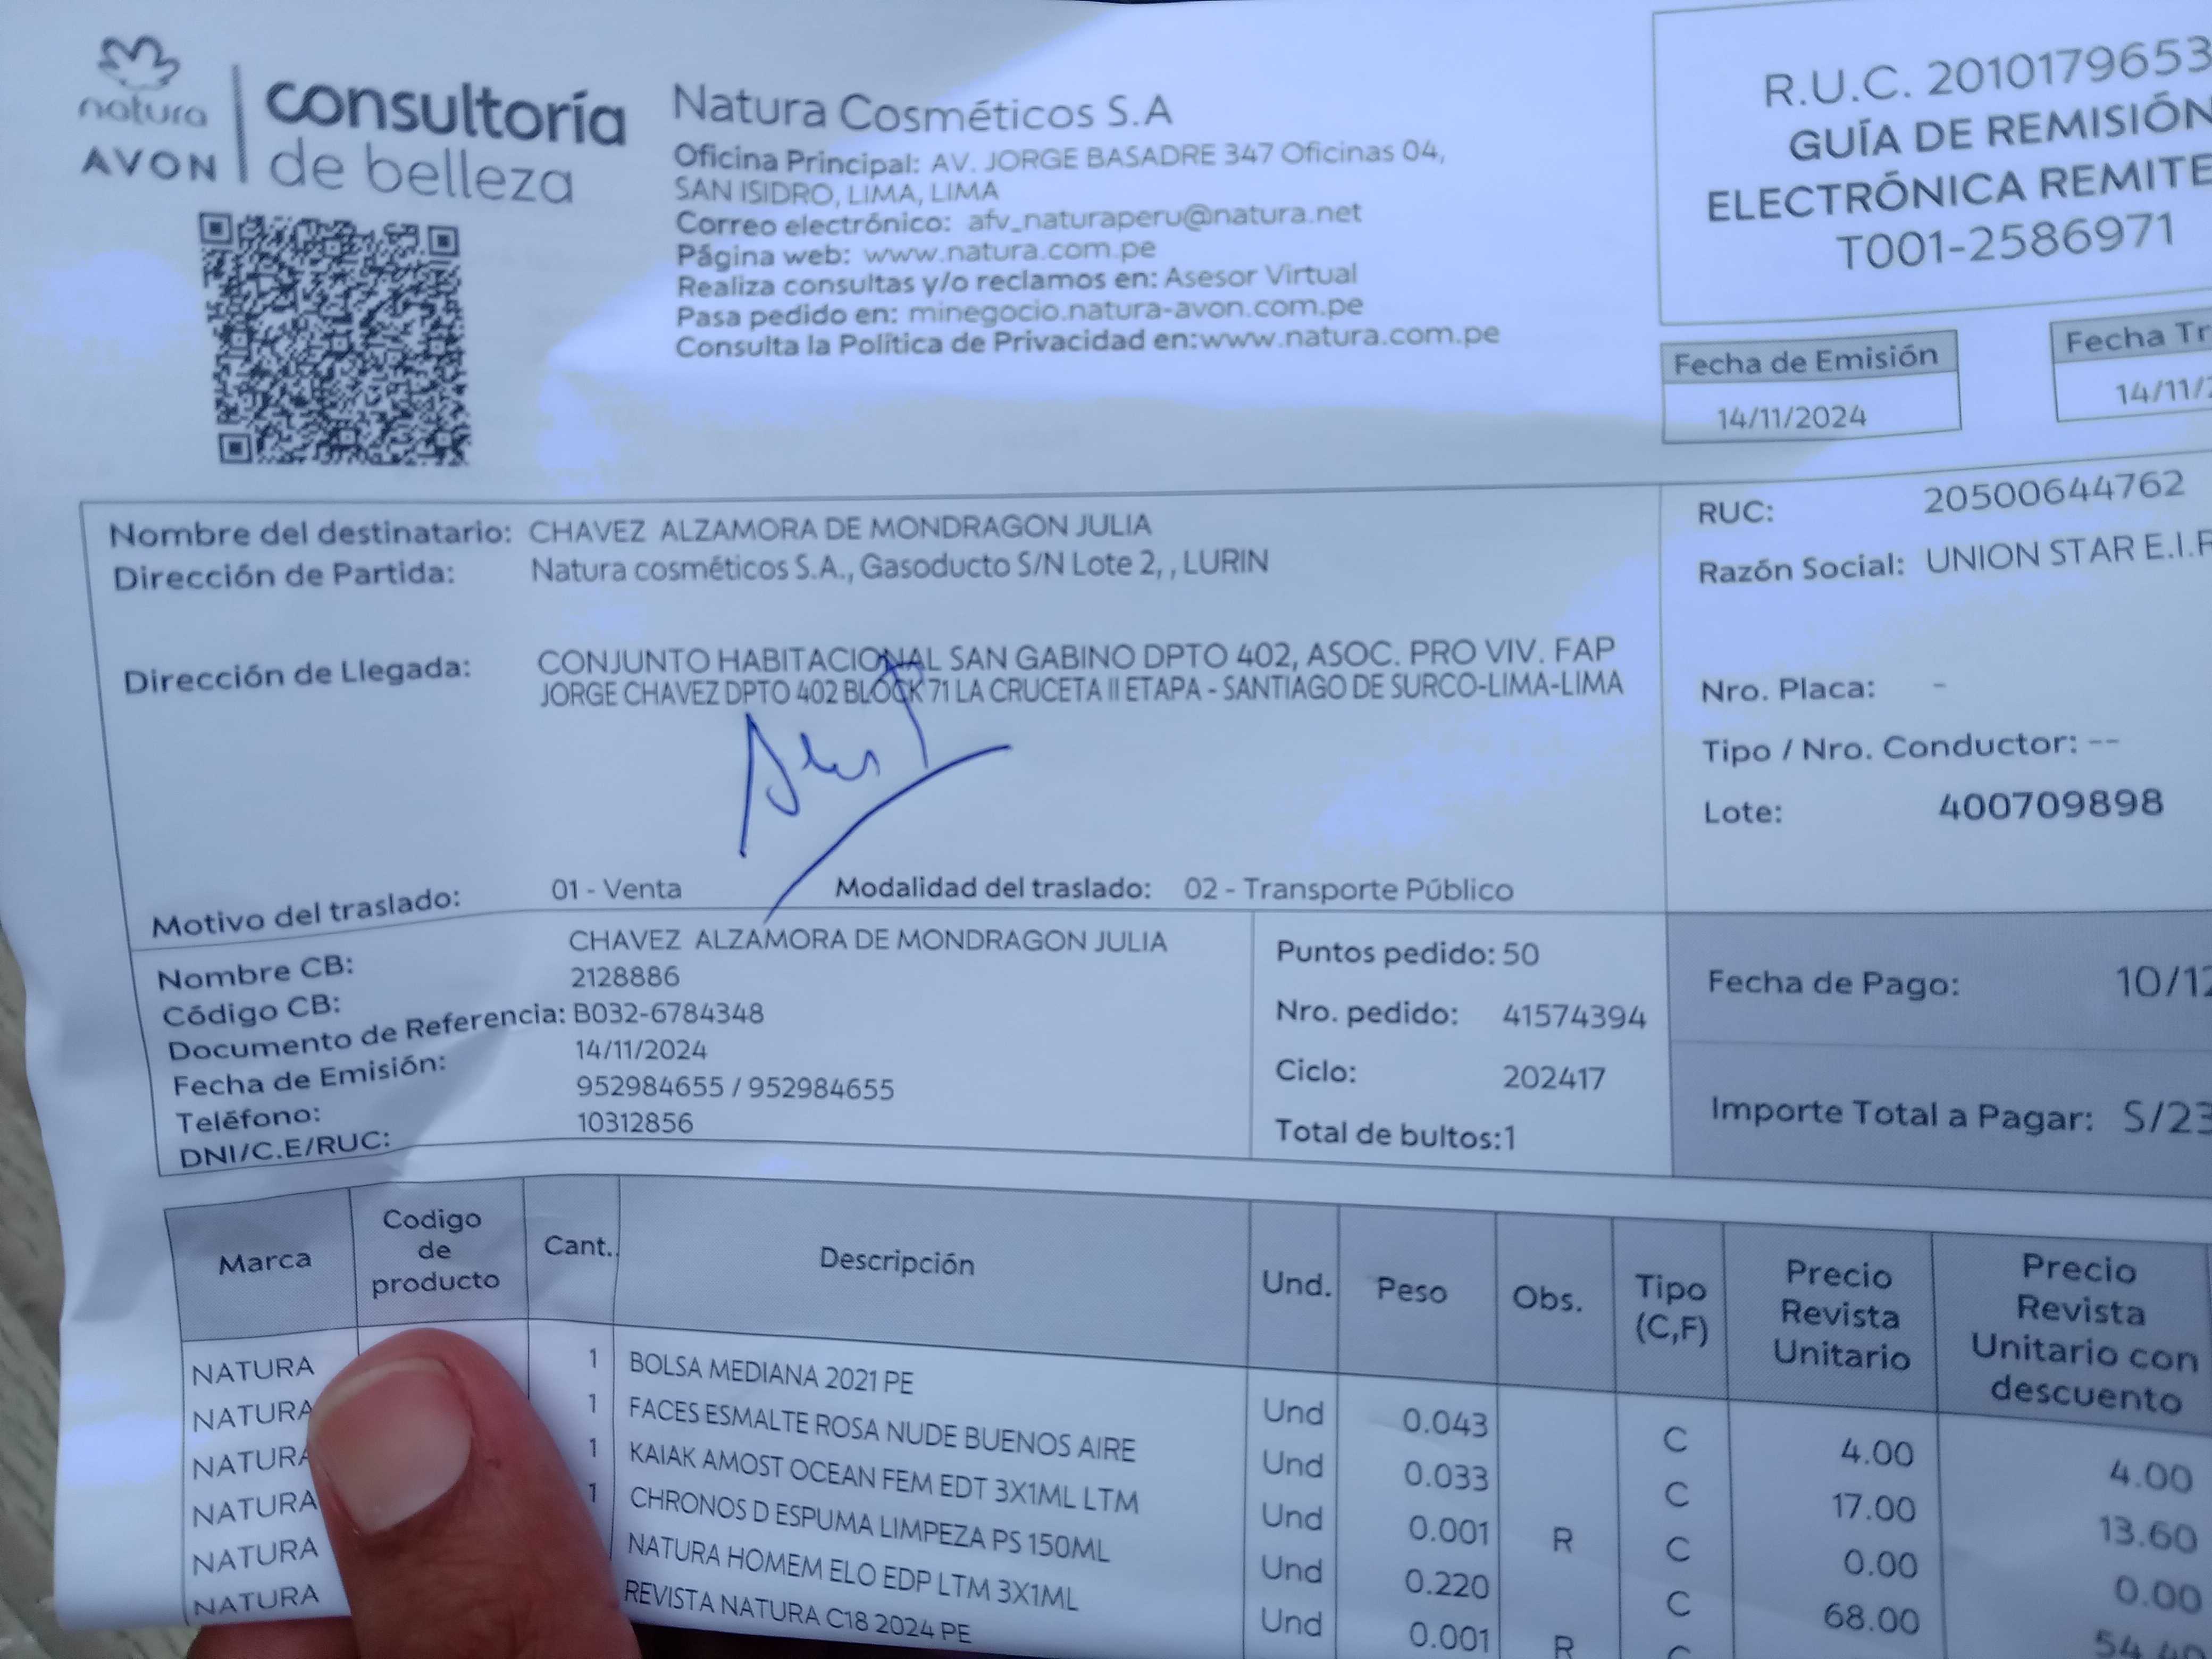 natura
AVON
consultoría
de belleza
Natura Cosméticos S.A
Oficina Principal: AV. JORGE BASADRE 347 Oficinas 04,
SAN ISIDRO, LIMA, LIMA
Correo electrónico: afv_naturaperu@natura.net
Página web: www.natura.com.pe
Realiza consultas y/o reclamos en: Asesor Virtual
Pasa pedido en: minegocio.natura-avon.com.pe
Consulta la Política de Privacidad en:www.natura.com.pe
R.U.C. 2010179653
GUÍA DE REMISIÓN
ELECTRÓNICA REMITE
T001-2586971
Fecha de Emisión
14/11/2024
Fecha Tr
14/11/
Nombre del destinatario: CHAVEZ ALZAMORA DE MONDRAGON JULIA
Dirección de Partida: Natura cosméticos S.A., Gasoducto S/N Lote 2, , LURIN
Dirección de Llegada: CONJUNTO HABITACIONAL SAN GABINO DPTO 402, ASOC. PRO VIV. FAP
JORGE CHAVEZ DPTO 402 BLOCK 71 LA CRUCETA II ETAPA - SANTIAGO DE SURCO-LIMA-LIMA
Motivo del traslado: 01 - Venta Modalidad del traslado: 02 - Transporte Público
RUC: 20500644762
Razón Social: UNION STAR E.I.R
Nro. Placa: -
Tipo / Nro. Conductor: --
Lote: 400709898
Nombre CB: CHAVEZ ALZAMORA DE MONDRAGON JULIA
Código CB: 2128886
Documento de Referencia: B032-6784348
Fecha de Emisión: 14/11/2024
Teléfono: 952984655 / 952984655
DNI/C.E/RUC: 10312856
Puntos pedido: 50
Nro. pedido: 41574394
Ciclo: 202417
Total de bultos:1
Fecha de Pago: 10/12
Importe Total a Pagar: S/23
Marca Codigo de producto Cant. Descripción Und. Peso Obs. Tipo (C,F) Precio Revista Unitario Precio Revista Unitario con descuento
NATURA 1 BOLSA MEDIANA 2021 PE Und 0.043 C 4.00 4.00
NATURA 1 FACES ESMALTE ROSA NUDE BUENOS AIRE Und 0.033 C 17.00 13.60
NATURA 1 KAIAK AMOST OCEAN FEM EDT 3X1ML LTM Und 0.001 R C 0.00 0.00
NATURA 1 CHRONOS D ESPUMA LIMPEZA PS 150ML Und 0.220 C 68.00 54.40
NATURA NATURA HOMEM ELO EDP LTM 3X1ML Und 0.001 R C
NATURA REVISTA NATURA C18 2024 PE